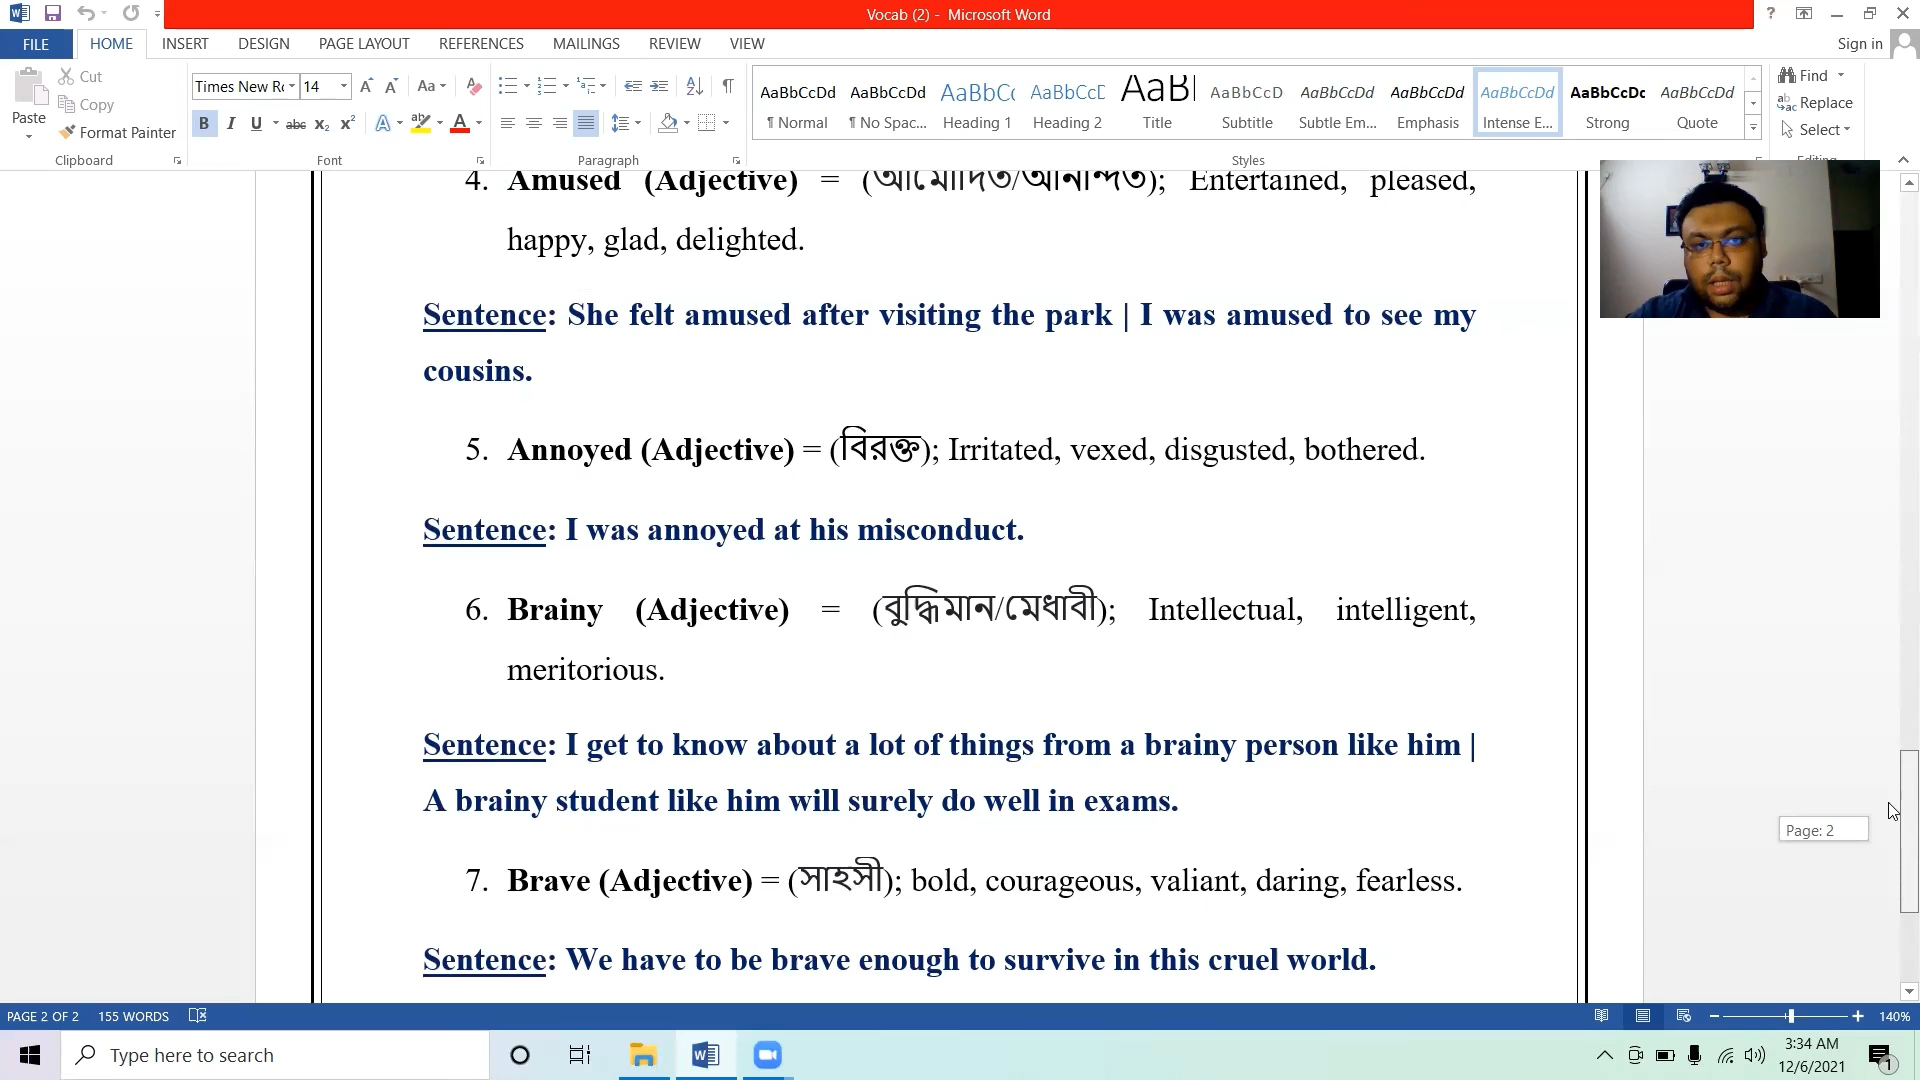 Vocab (2) - Microsoft Word
FILE HOME INSERT DESIGN PAGE LAYOUT REFERENCES MAILINGS REVIEW VIEW Sign in
Paste Cut
Copy
Format Painter
Clipboard
Times New Rc 14
Font
Paragraph
AaBbCcDd ¶ Normal
AaBbCcDd ¶ No Spac...
AaBbCc Heading 1
AaBbCcC Heading 2
AaBl Title
AaBbCcD Subtitle
AaBbCcDd Subtle Em...
AaBbCcDd Emphasis
AaBbCcDd Intense E...
AaBbCcDc Strong
AaBbCcDd Quote
Styles
Find
Replace
Select
Editing
4. Amused (Adjective) = (আমোদিত/আনন্দিত); Entertained, pleased,
happy, glad, delighted.
Sentence: She felt amused after visiting the park | I was amused to see my
cousins.
5. Annoyed (Adjective) = (বিরক্ত); Irritated, vexed, disgusted, bothered.
Sentence: I was annoyed at his misconduct.
6. Brainy (Adjective) = (বুদ্ধিমান/মেধাবী); Intellectual, intelligent,
meritorious.
Sentence: I get to know about a lot of things from a brainy person like him |
A brainy student like him will surely do well in exams.
7. Brave (Adjective) = (সাহসী); bold, courageous, valiant, daring, fearless.
Sentence: We have to be brave enough to survive in this cruel world.
Page: 2
PAGE 2 OF 2 155 WORDS 140%
Type here to search
3:34 AM
12/6/2021
1